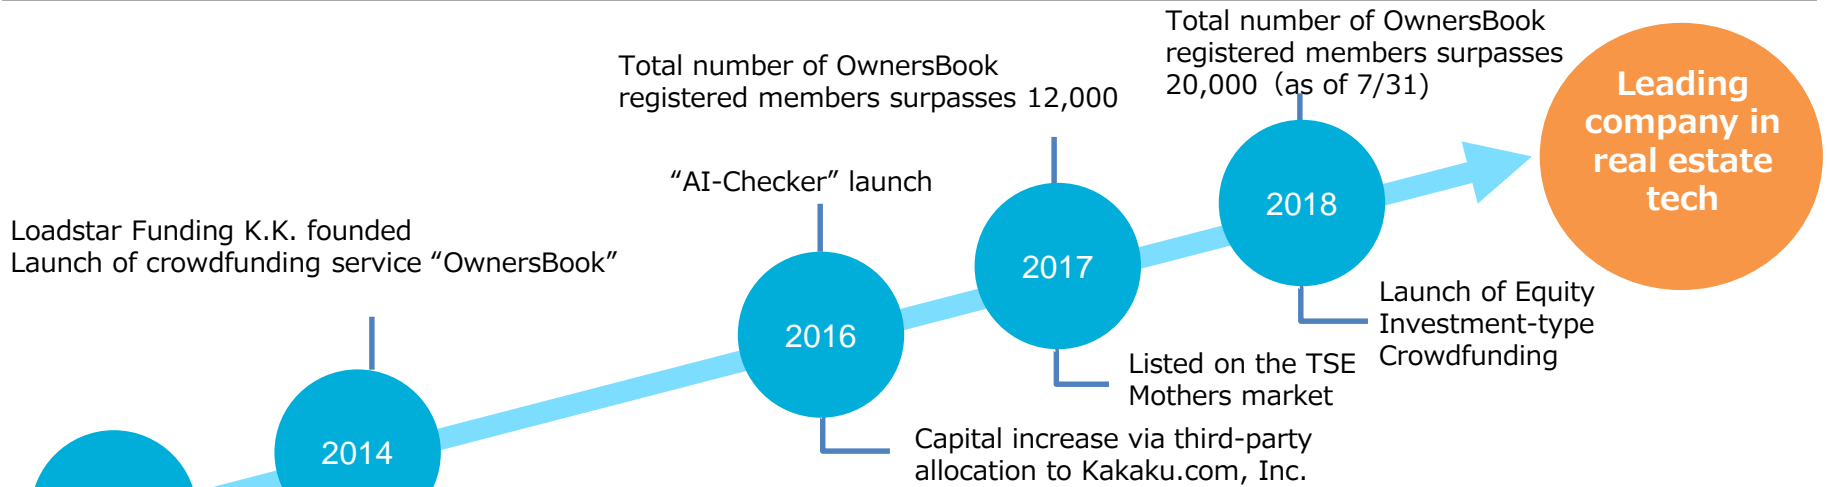 Total number of OwnersBook
registered members surpasses
20,000（as of 7/31)
Leading
company in
real estate
tech
Total number of OwnersBook
registered members surpasses 12,000
“AI-Checker” launch
2018
Loadstar Funding K.K. founded
Launch of crowdfunding service “OwnersBook”
2017
Launch of Equity
Investment-type
Crowdfunding
2016
Listed on the TSE
Mothers market
2014
Capital increase via third-party
allocation to Kakaku.com, Inc.